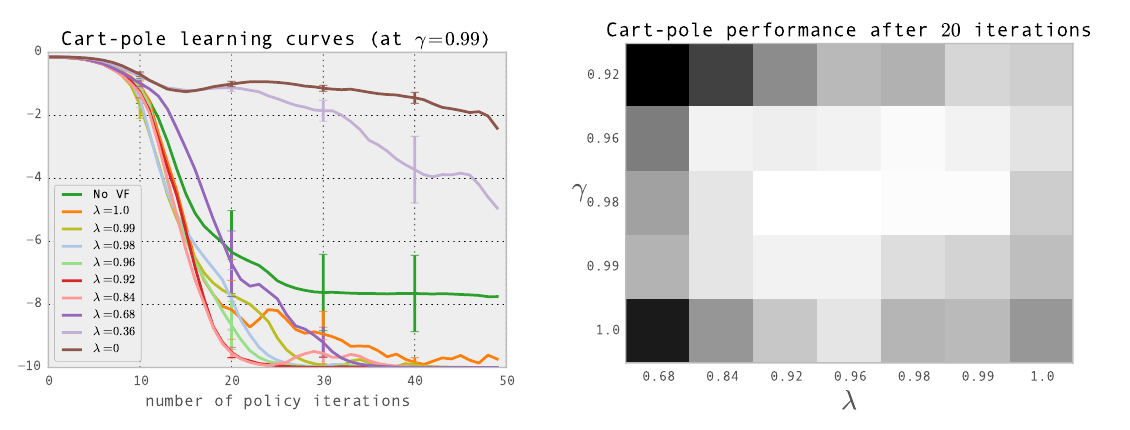 Cart-pole learning curves (at γ=0.99)
0
−2
−4
−6
−8
−10
No VF
λ=1.0
λ=0.99
λ=0.98
λ=0.96
λ=0.92
λ=0.84
λ=0.68
λ=0.36
λ=0
0 10 20 30 40 50
number of policy iterations
Cart-pole performance after 20 iterations
0.92
0.96
γ
0.98
0.99
1.0
0.68 0.84 0.92 0.96 0.98 0.99 1.0
λ